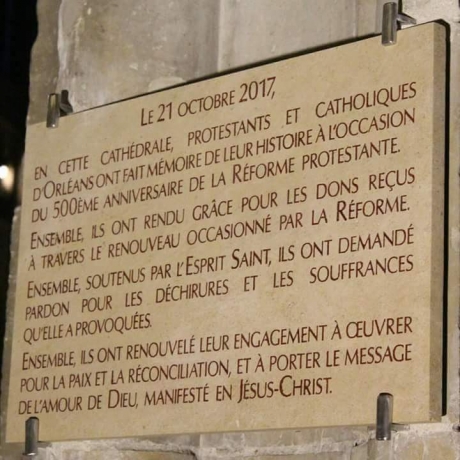 LE 21 OCTOBRE 2017,
EN CETTE CATHÉDRALE, PROTESTANTS ET CATHOLIQUES
D'ORLÉANS ONT FAIT MÉMOIRE DE LEUR HISTOIRE À L'OCCASION
DU 500ÈME ANNIVERSAIRE DE LA RÉFORME PROTESTANTE.
ENSEMBLE, ILS ONT RENDU GRÂCE POUR LES DONS REÇUS
À TRAVERS LE RENOUVEAU OCCASIONNÉ PAR LA RÉFORME.
ENSEMBLE, SOUTENUS PAR L'ESPRIT SAINT, ILS ONT DEMANDÉ
PARDON POUR LES DÉCHIRURES ET LES SOUFFRANCES
QU'ELLE A PROVOQUÉES.
ENSEMBLE, ILS ONT RENOUVELÉ LEUR ENGAGEMENT À ŒUVRER
POUR LA PAIX ET LA RÉCONCILIATION, ET À PORTER LE MESSAGE
DE L'AMOUR DE DIEU, MANIFESTÉ EN JÉSUS-CHRIST.